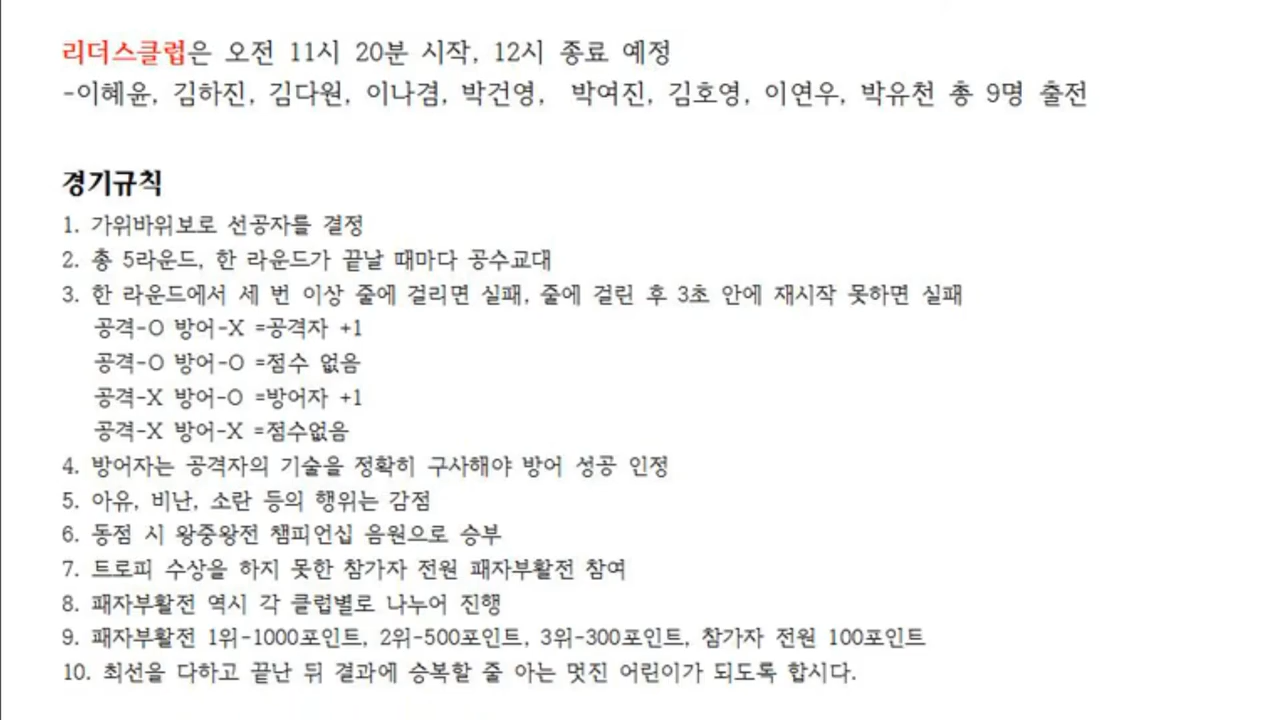 리더스클럽은 오전 11시 20분 시작, 12시 종료 예정
-이혜윤, 김하진, 김다원, 이나겸, 박건영, 박여진, 김호영, 이연우, 박유천 총 9명 출전
경기규칙
1. 가위바위보로 선공자를 결정
2. 총 5라운드, 한 라운드가 끝날 때마다 공수교대
3. 한 라운드에서 세 번 이상 줄에 걸리면 실패, 줄에 걸린 후 3초 안에 재시작 못하면 실패
공격-O 방어-X =공격자 +1
공격-O 방어-O =점수 없음
공격-X 방어-O =방어자 +1
공격-X 방어-X =점수없음
4. 방어자는 공격자의 기술을 정확히 구사해야 방어 성공 인정
5. 아유, 비난, 소란 등의 행위는 감점
6. 동점 시 왕중왕전 챔피언십 음원으로 승부
7. 트로피 수상을 하지 못한 참가자 전원 패자부활전 참여
8. 패자부활전 역시 각 클럽별로 나누어 진행
9. 패자부활전 1위-1000포인트, 2위-500포인트, 3위-300포인트, 참가자 전원 100포인트
10. 최선을 다하고 끝난 뒤 결과에 승복할 줄 아는 멋진 어린이가 되도록 합시다.